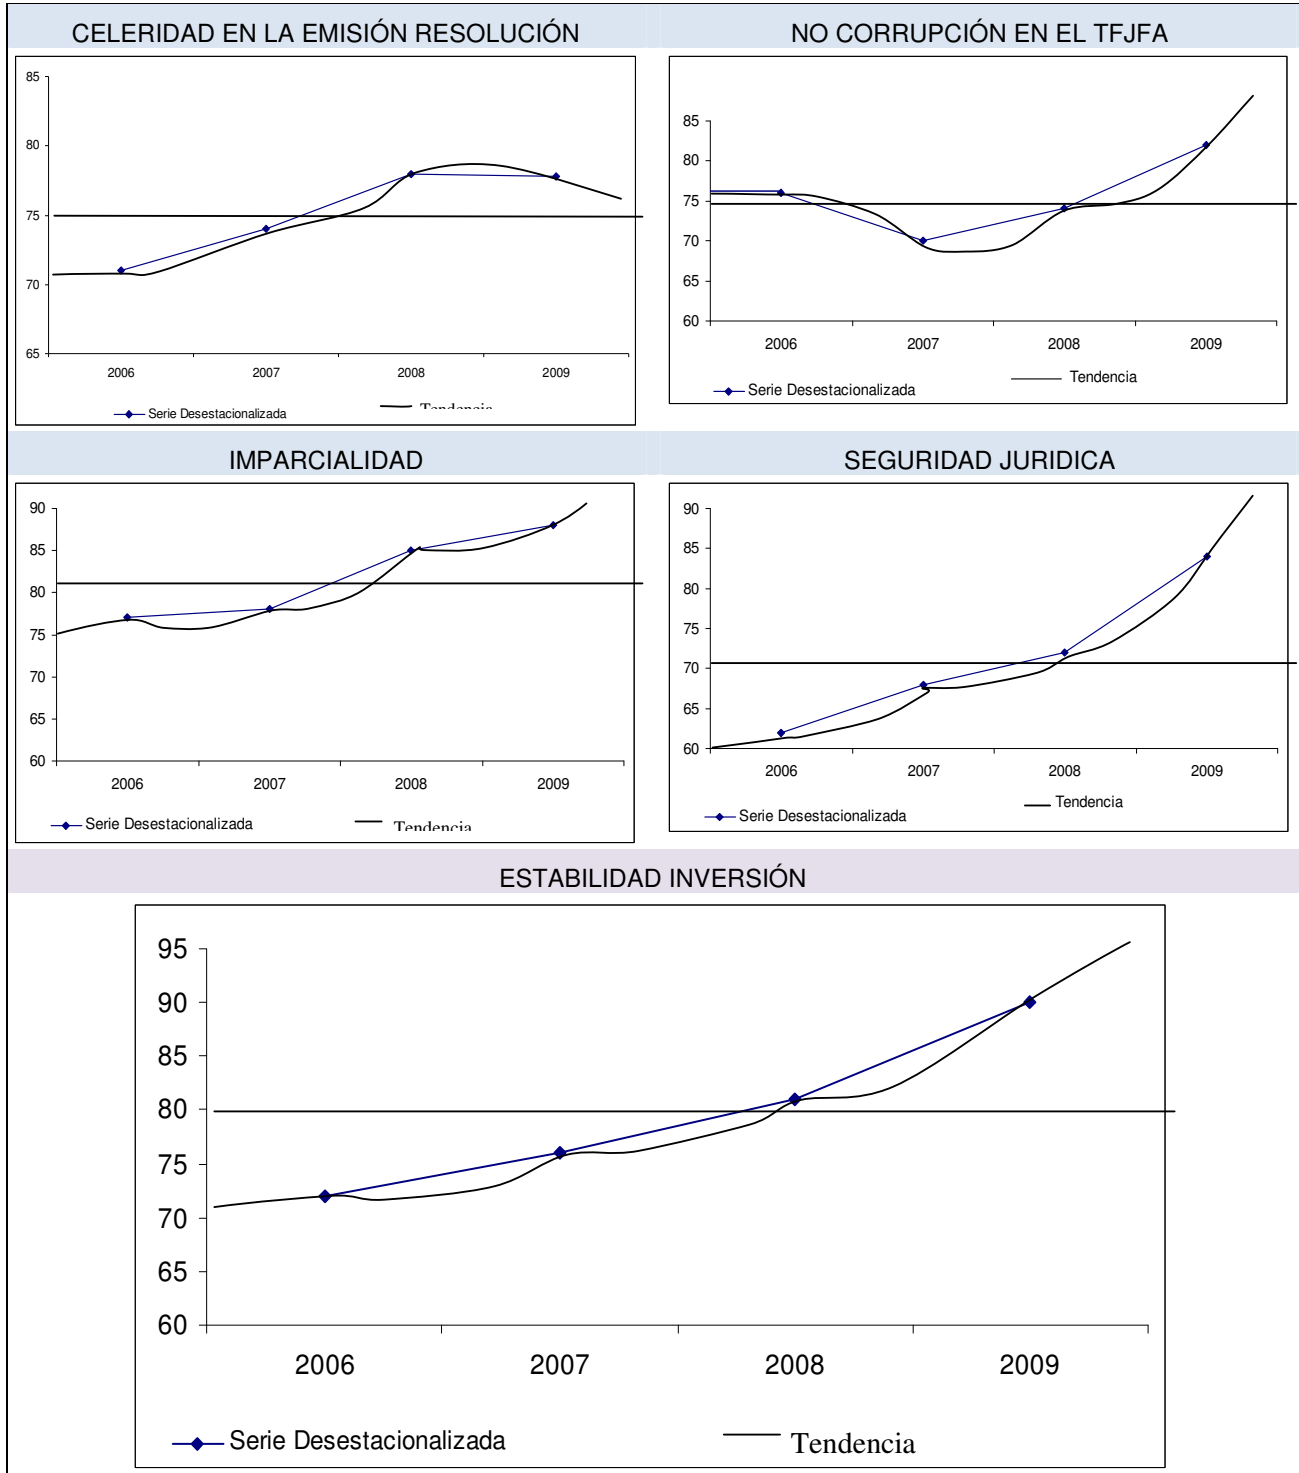 CELERIDAD EN LA EMISIÓN RESOLUCIÓN
85
80
75
70
65
2006 2007 2008 2009
Serie Desestacionalizada Tendencia
NO CORRUPCIÓN EN EL TFJFA
85
80
75
70
65
60
2006 2007 2008 2009
Serie Desestacionalizada Tendencia
IMPARCIALIDAD
90
85
80
75
70
65
60
2006 2007 2008 2009
Serie Desestacionalizada Tendencia
SEGURIDAD JURIDICA
90
85
80
75
70
65
60
2006 2007 2008 2009
Serie Desestacionalizada Tendencia
ESTABILIDAD INVERSIÓN
95
90
85
80
75
70
65
60
2006 2007 2008 2009
Serie Desestacionalizada Tendencia